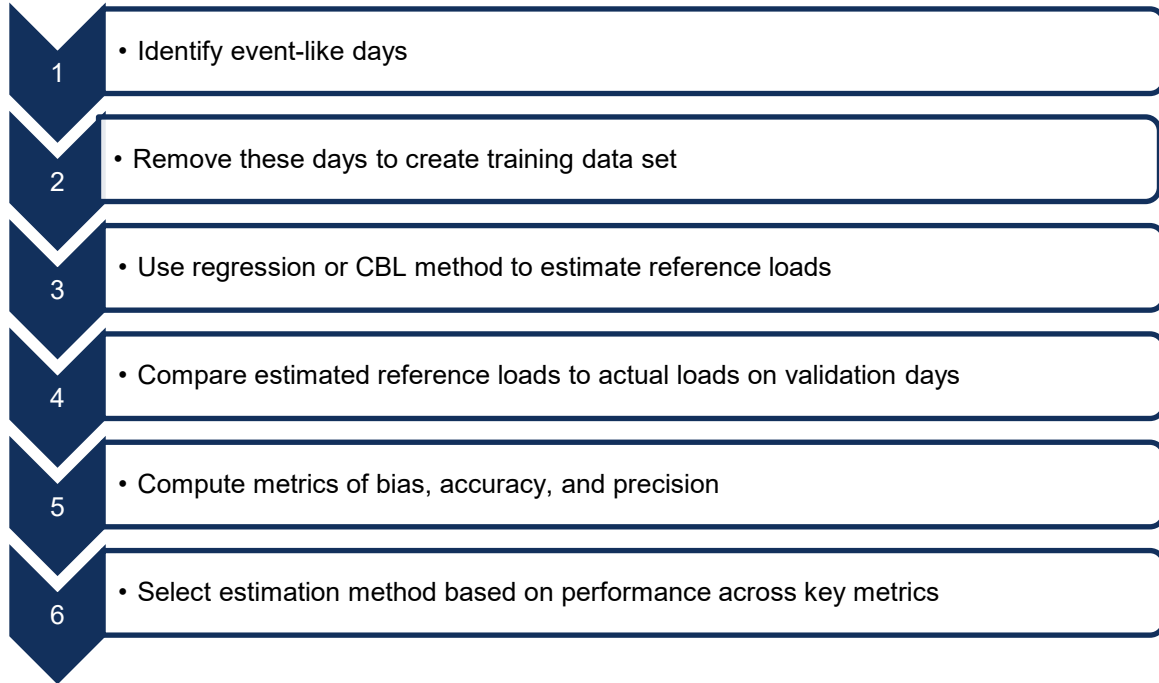 1
• Identify event-like days
2
• Remove these days to create training data set
3
• Use regression or CBL method to estimate reference loads
4
• Compare estimated reference loads to actual loads on validation days
5
• Compute metrics of bias, accuracy, and precision
6
• Select estimation method based on performance across key metrics